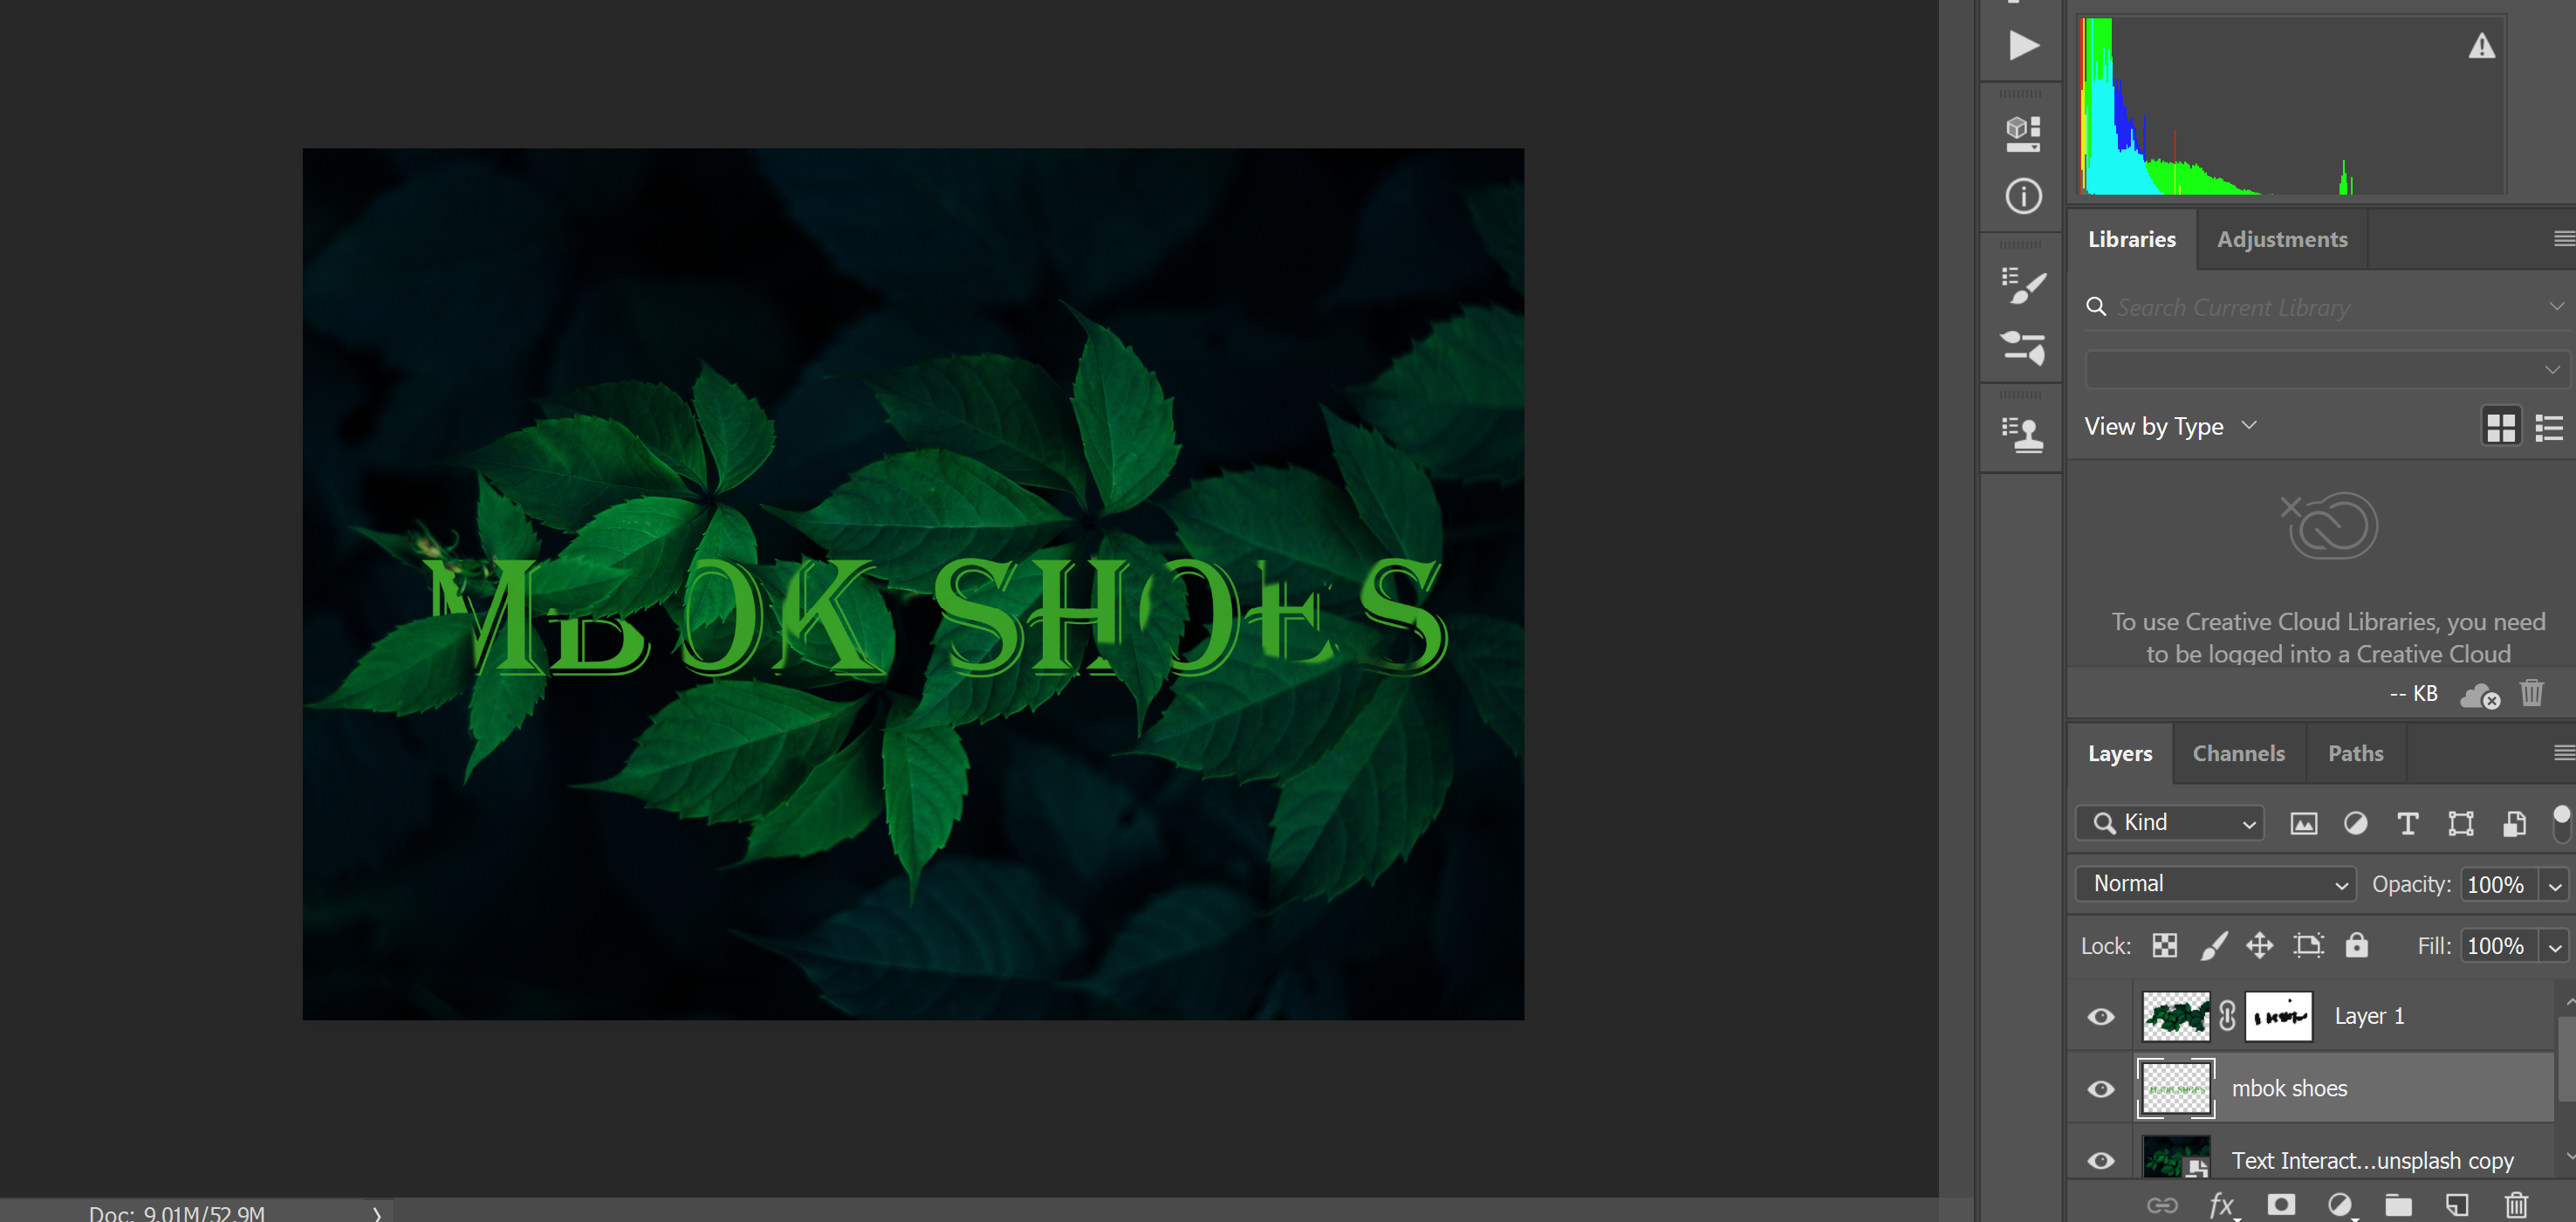 MBOK SHOES
Libraries
Adjustments
Search Current Library
View by Type
To use Creative Cloud Libraries, you need
to be logged into a Creative Cloud
-- KB
Layers
Channels
Paths
Kind
Normal
Opacity: 100%
Lock:
Fill: 100%
Layer 1
mbok shoes
Text Interact...unsplash copy
fx
Doc: 9.01M/52.9M